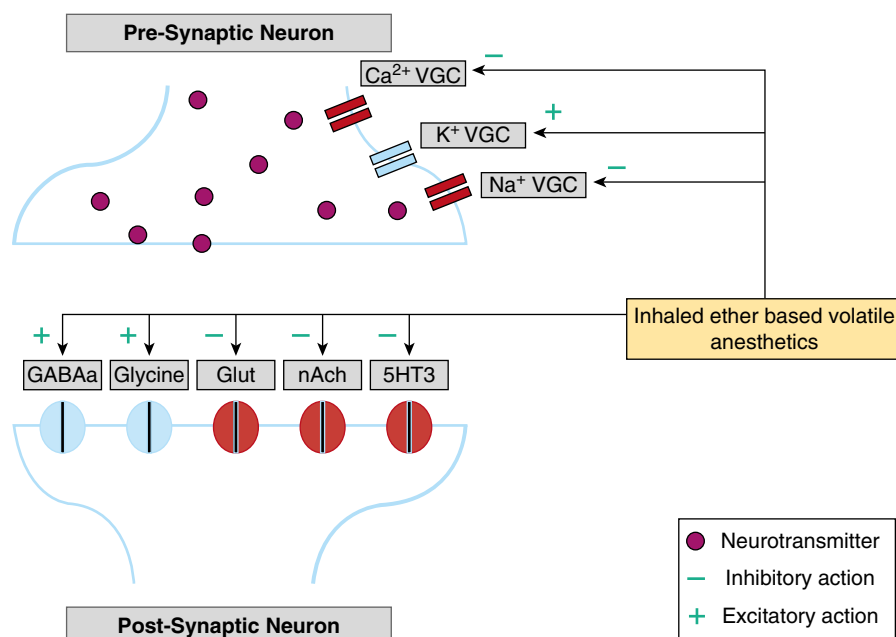 Pre-Synaptic Neuron
−
Ca²⁺ VGC
+
K⁺ VGC
−
Na⁺ VGC
Inhaled ether based volatile
anesthetics
+ + − − −
GABAa Glycine Glut nAch 5HT3
Neurotransmitter
− Inhibitory action
+ Excitatory action
Post-Synaptic Neuron